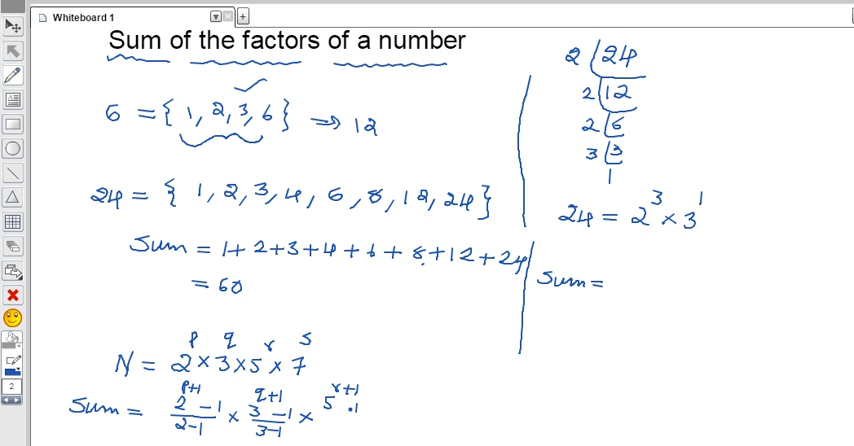 Whiteboard 1
Sum of the factors of a number
6 = { 1, 2, 3, 6 } ⇒ 12
24 = { 1, 2, 3, 4, 6, 8, 12, 24 }
Sum = 1 + 2 + 3 + 4 + 6 + 8 + 12 + 24
= 60
N = 2^p × 3^q × 5^r × 7^s
Sum = (2^(p+1) - 1)/(2-1) × (3^(q+1) - 1)/(3-1) × 5^(r+1) - 1
2 | 24
2 | 12
2 | 6
3 | 3
1
24 = 2^3 × 3^1
Sum =
2